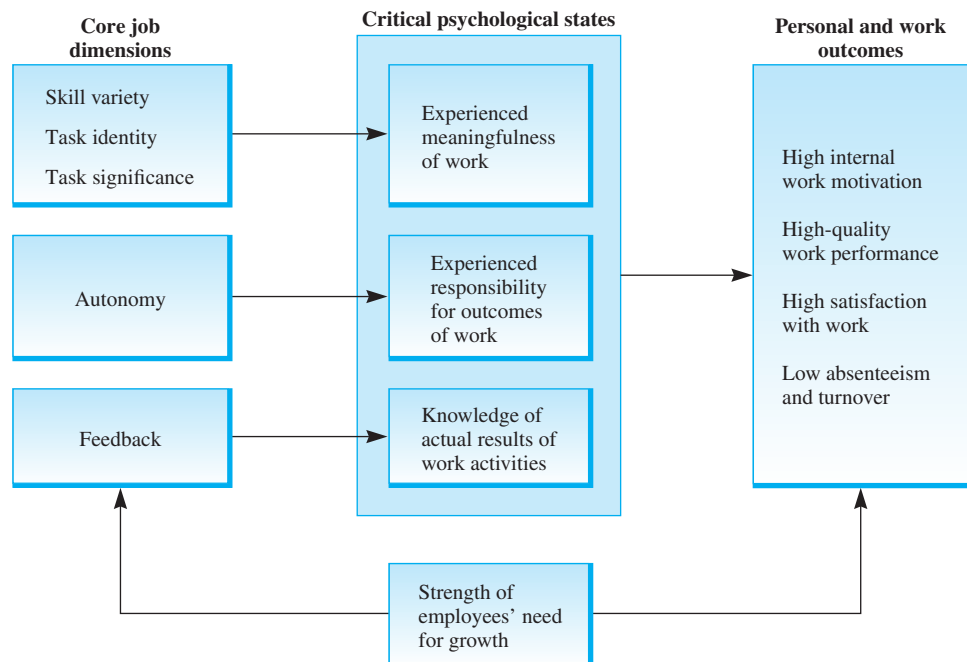 Core job
dimensions
Skill variety
Task identity
Task significance
Autonomy
Feedback
Critical psychological states
Experienced
meaningfulness
of work
Experienced
responsibility
for outcomes
of work
Knowledge of
actual results of
work activities
Personal and work
outcomes
High internal
work motivation
High-quality
work performance
High satisfaction
with work
Low absenteeism
and turnover
Strength of
employees’ need
for growth